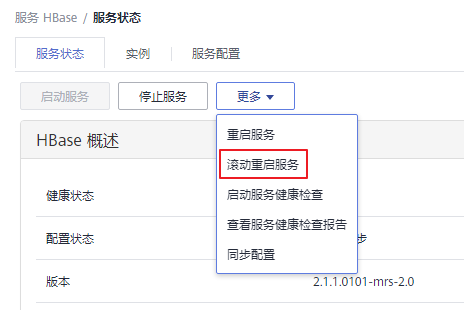 服务 HBase / 服务状态
服务状态 实例 服务配置
启动服务 停止服务 更多
HBase 概述
重启服务
滚动重启服务
健康状态
启动服务健康检查
查看服务健康检查报告
配置状态 步
同步配置
版本 2.1.1.0101-mrs-2.0